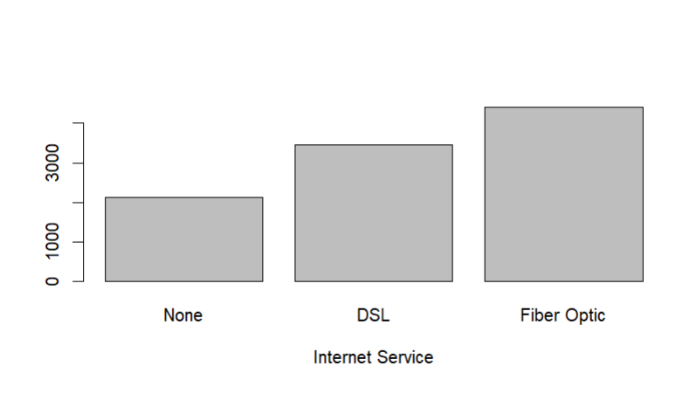 3000
1000
0
None DSL Fiber Optic
Internet Service